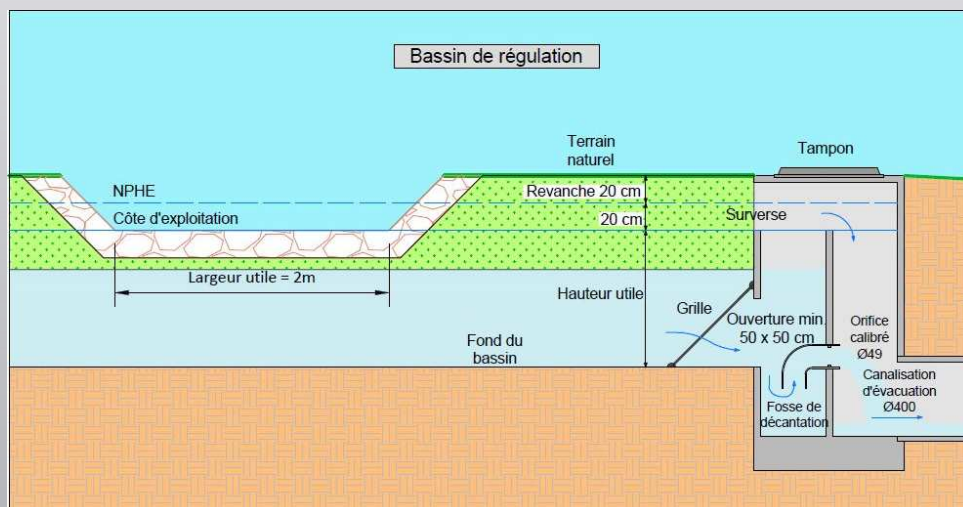 Bassin de régulation
Terrain
naturel
Tampon
NPHE
Revanche 20 cm
Côte d'exploitation
20 cm
Surverse
Largeur utile = 2m
Hauteur utile
Grille
Ouverture min.
50 x 50 cm
Orifice
calibré
Ø49
Fond du
bassin
Canalisation
d'évacuation
Ø400
Fosse de
décantation